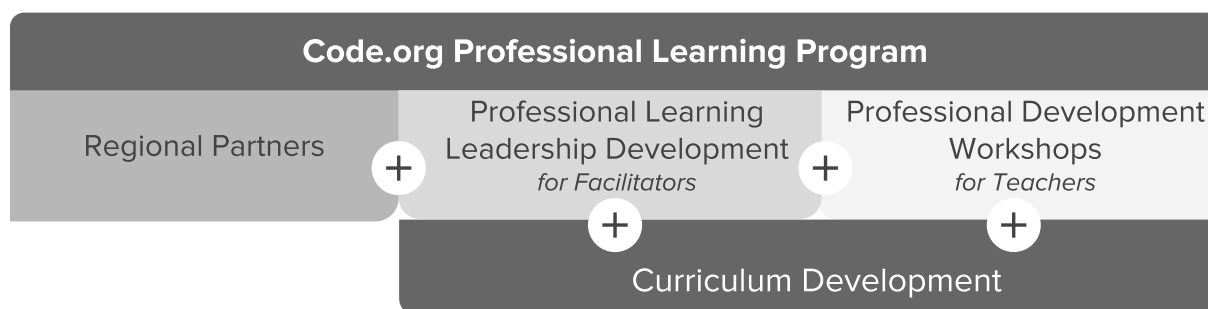 Code.org Professional Learning Program
Regional Partners
Professional Learning
Leadership Development
for Facilitators
Professional Development
Workshops
for Teachers
Curriculum Development